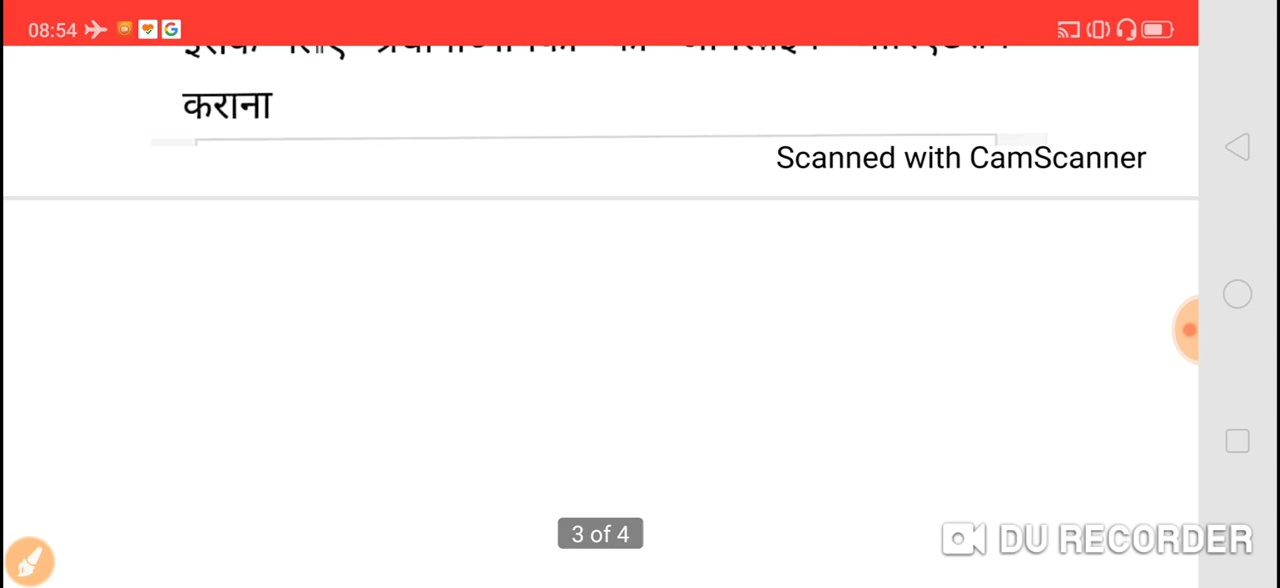 08:54
कराना
Scanned with CamScanner
3 of 4
DU RECORDER